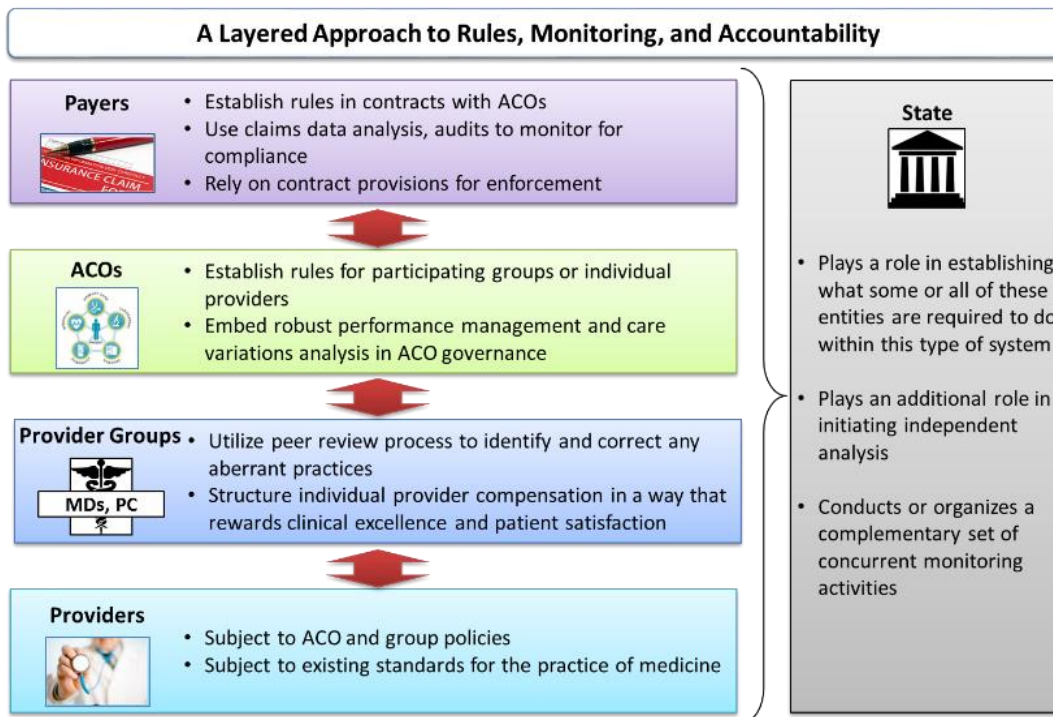 A Layered Approach to Rules, Monitoring, and Accountability
Payers
INSURANCE CLAIM
• Establish rules in contracts with ACOs
• Use claims data analysis, audits to monitor for
compliance
• Rely on contract provisions for enforcement
ACOs
• Establish rules for participating groups or individual
providers
• Embed robust performance management and care
variations analysis in ACO governance
Provider Groups
MDs, PC
• Utilize peer review process to identify and correct any
aberrant practices
• Structure individual provider compensation in a way that
rewards clinical excellence and patient satisfaction
Providers
• Subject to ACO and group policies
• Subject to existing standards for the practice of medicine
State
• Plays a role in establishing
what some or all of these
entities are required to do
within this type of system
• Plays an additional role in
initiating independent
analysis
• Conducts or organizes a
complementary set of
concurrent monitoring
activities